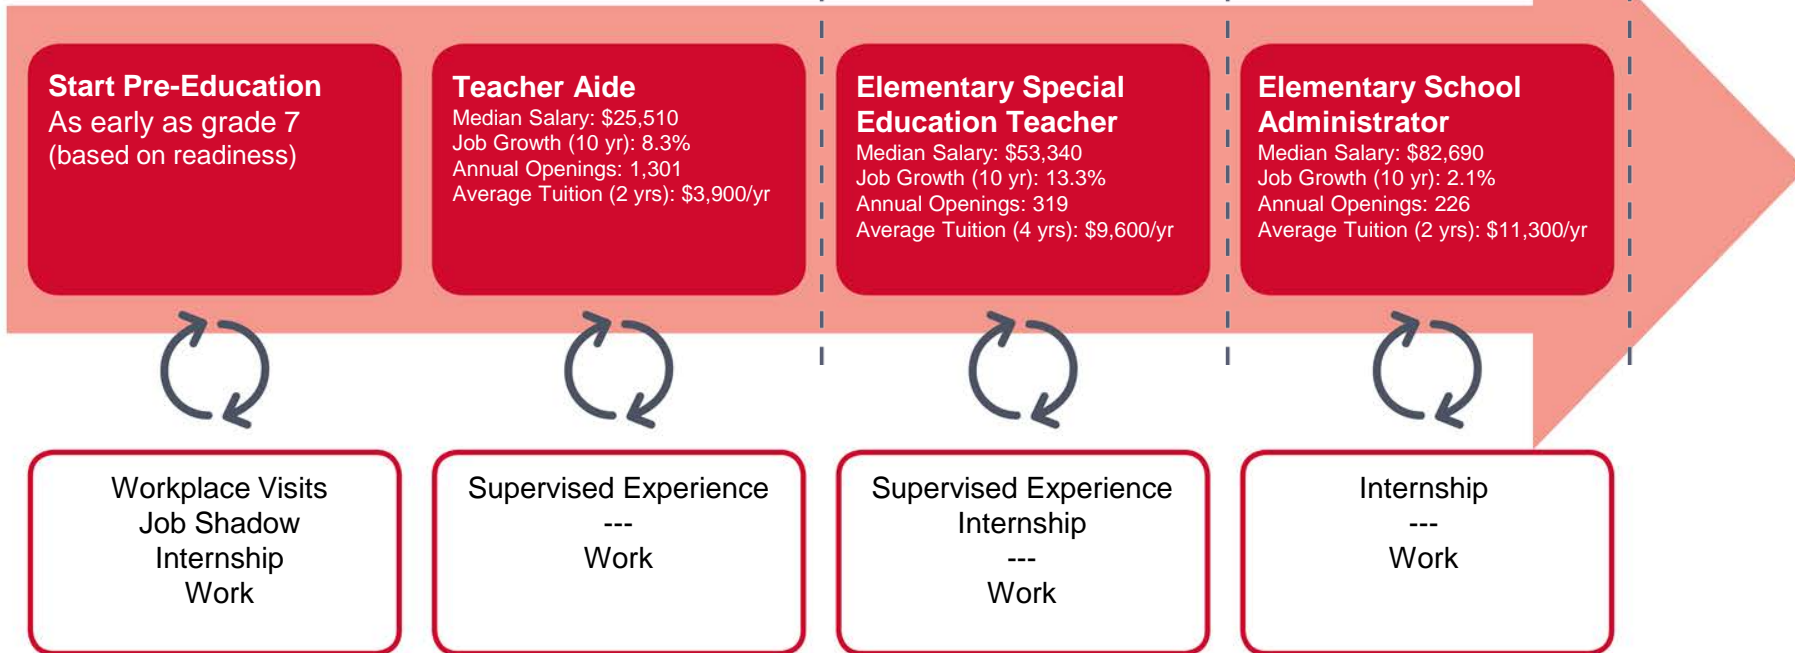 Start Pre-Education
As early as grade 7
(based on readiness)
Teacher Aide
Median Salary: $25,510
Job Growth (10 yr): 8.3%
Annual Openings: 1,301
Average Tuition (2 yrs): $3,900/yr
Elementary Special
Education Teacher
Median Salary: $53,340
Job Growth (10 yr): 13.3%
Annual Openings: 319
Average Tuition (4 yrs): $9,600/yr
Elementary School
Administrator
Median Salary: $82,690
Job Growth (10 yr): 2.1%
Annual Openings: 226
Average Tuition (2 yrs): $11,300/yr
Workplace Visits
Job Shadow
Internship
Work
Supervised Experience
---
Work
Supervised Experience
Internship
---
Work
Internship
---
Work